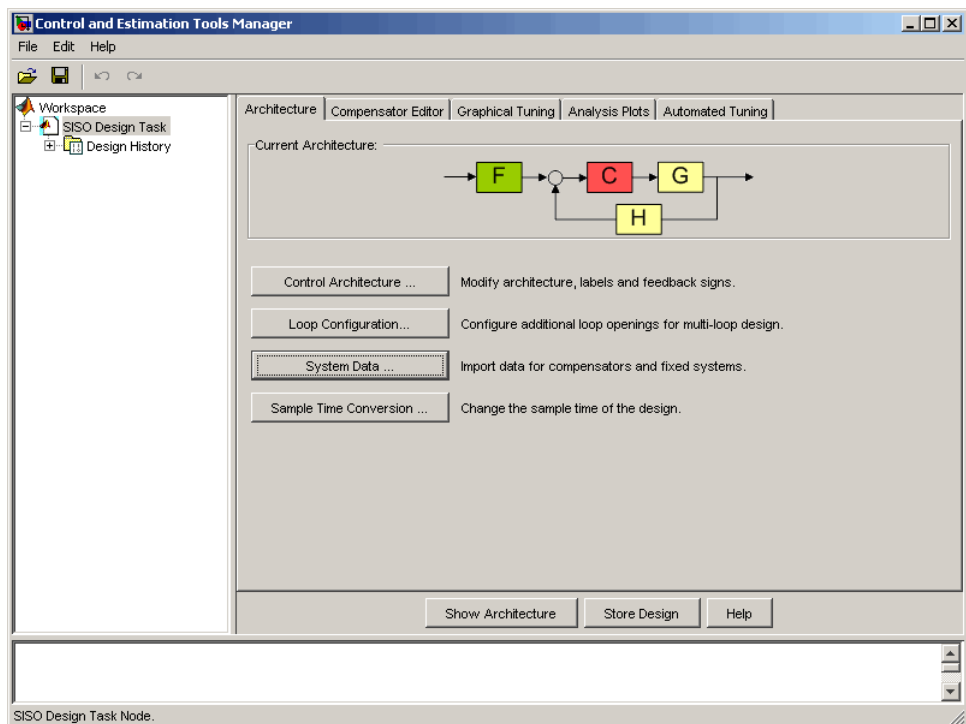 Control and Estimation Tools Manager
File Edit Help
Workspace
SISO Design Task
Design History
Architecture Compensator Editor Graphical Tuning Analysis Plots Automated Tuning
Current Architecture:
F C G
H
Control Architecture ... Modify architecture, labels and feedback signs.
Loop Configuration... Configure additional loop openings for multi-loop design.
System Data ... Import data for compensators and fixed systems.
Sample Time Conversion ... Change the sample time of the design.
Show Architecture Store Design Help
SISO Design Task Node.